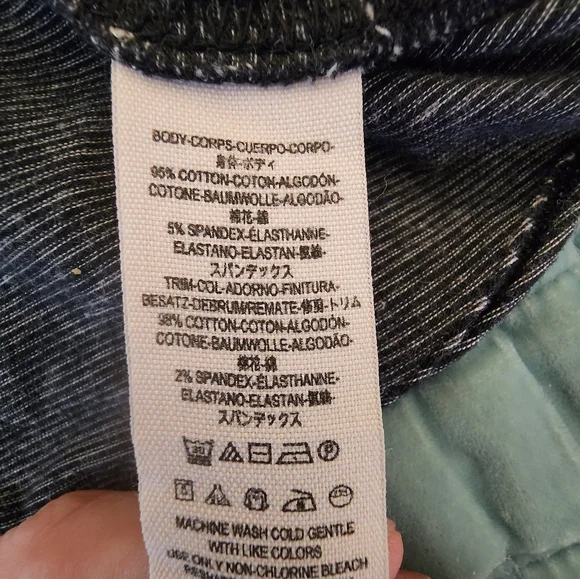 BODY-CORPS-CUERPO-CORPO-
身体-ボディ
95% COTTON-COTON-ALGODÓN-
COTONE-BAUMWOLLE-ALGODÃO-
棉花-綿
5% SPANDEX-ÉLASTHANNE-
ELASTANO-ELASTAN-氨綸-
スパンデックス
TRIM-COL-ADORNO-FINITURA-
BESATZ-DEBRUM/REMATE-修剪-トリム
98% COTTON-COTON-ALGODÓN-
COTONE-BAUMWOLLE-ALGODÃO-
棉花-綿
2% SPANDEX-ÉLASTHANNE-
ELASTANO-ELASTAN-氨綸-
スパンデックス
30 P
MACHINE WASH COLD GENTLE
WITH LIKE COLORS
USE ONLY NON-CHLORINE BLEACH